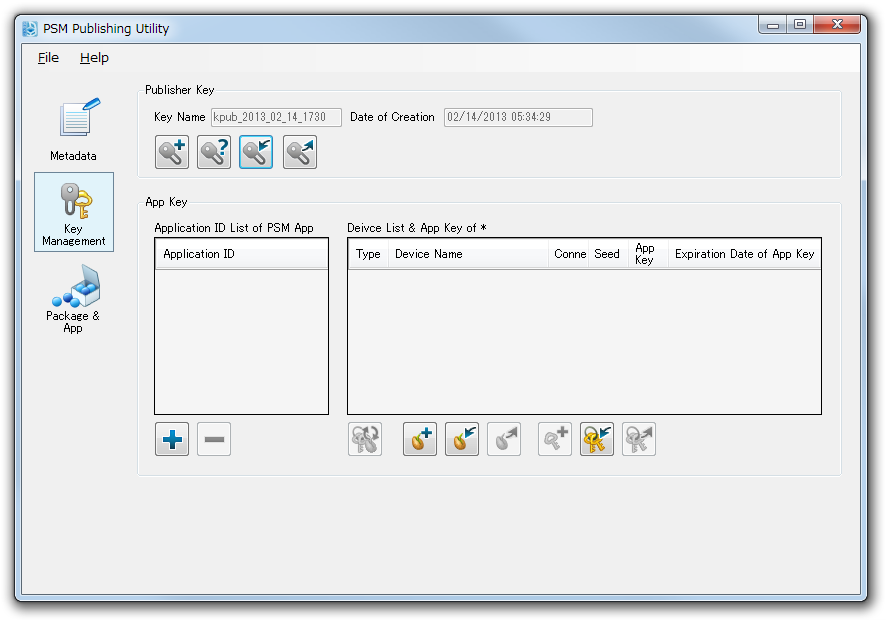 PSM Publishing Utility
File Help
Publisher Key
Key Name kpub_2013_02_14_1730 Date of Creation 02/14/2013 05:34:29
Metadata
Key
Management
Package &
App
App Key
Application ID List of PSM App
Deivce List & App Key of *
Application ID
Type Device Name Conne Seed App Key Expiration Date of App Key